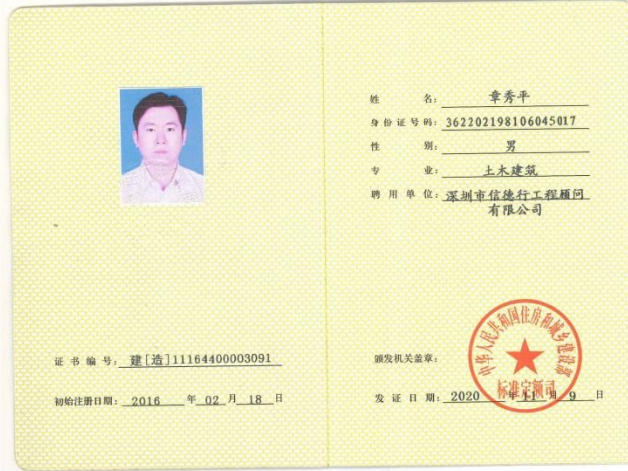 姓 名: 章秀平
身份证号码: 362202198106045017
性 别: 男
专 业: 土木建筑
聘用单位: 深圳市信德行工程顾问
有限公司
证书编号: 建[造]11164400003091
初始注册日期: 2016 年 02 月 18 日
颁发机关盖章:
中华人民共和国住房和城乡建设部
标准定额司
发证日期: 2020 年 11 月 9 日